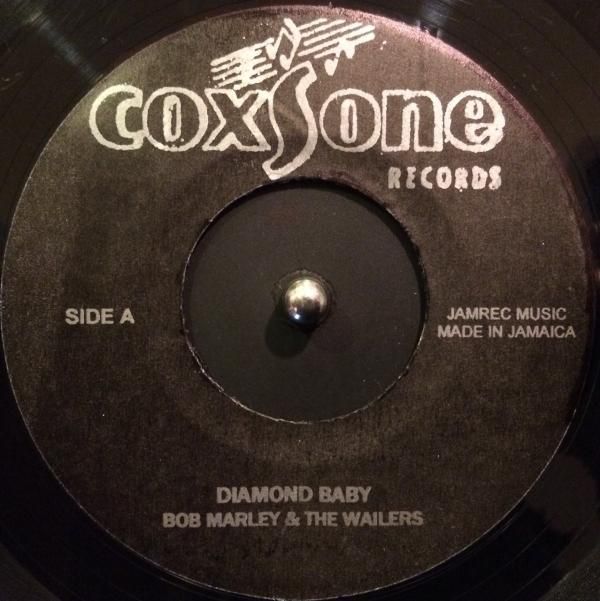 coxsone
RECORDS
SIDE A
JAMREC MUSIC
MADE IN JAMAICA
DIAMOND BABY
BOB MARLEY & THE WAILERS